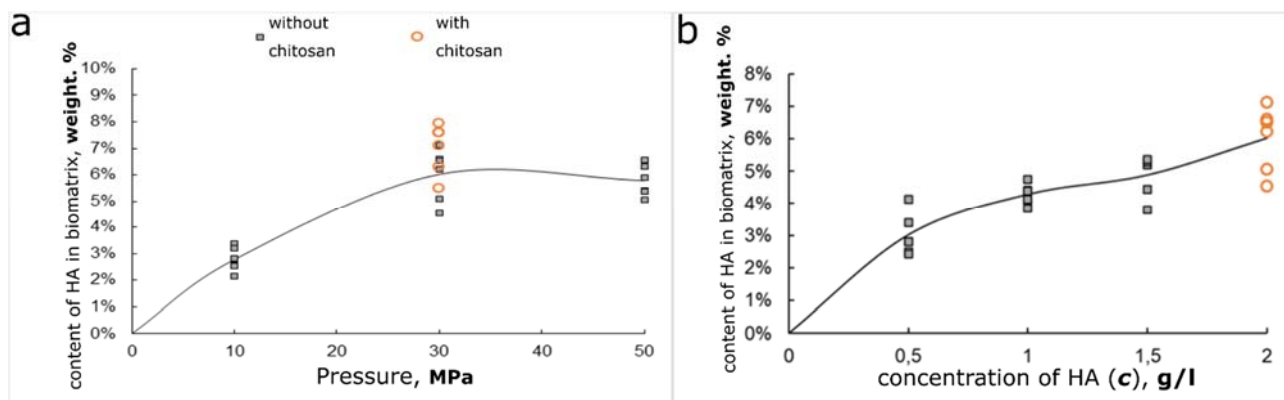 a
without
chitosan
with
chitosan
content of HA in biomatrix, weight. %
10%
9%
8%
7%
6%
5%
4%
3%
2%
1%
0%
0 10 20 30 40 50
Pressure, MPa
b
content of HA in biomatrix, weight. %
8%
7%
6%
5%
4%
3%
2%
1%
0%
0 0,5 1 1,5 2
concentration of HA (c), g/l